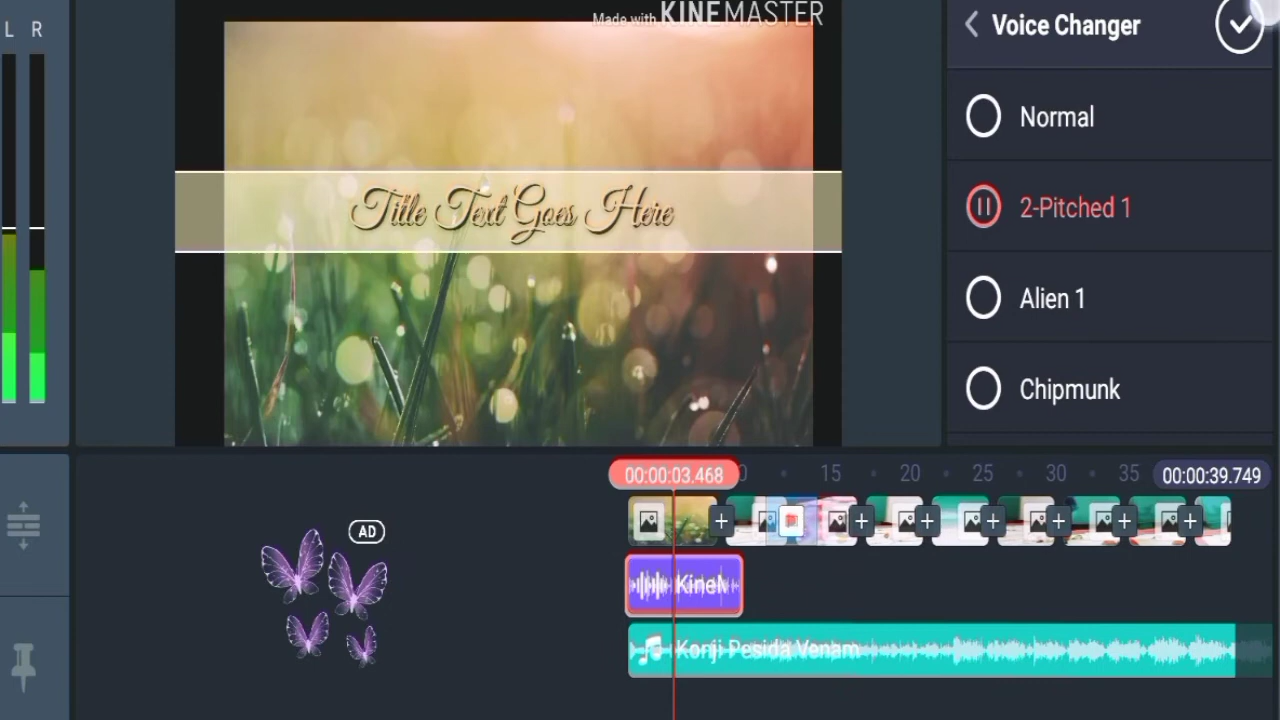 L R
Made with KINEMASTER
Title Text Goes Here
Voice Changer
Normal
2-Pitched 1
Alien 1
Chipmunk
00:00:03.468 15 20 25 30 35 00:00:39.749
AD
KineM
Konji Pesida Venam